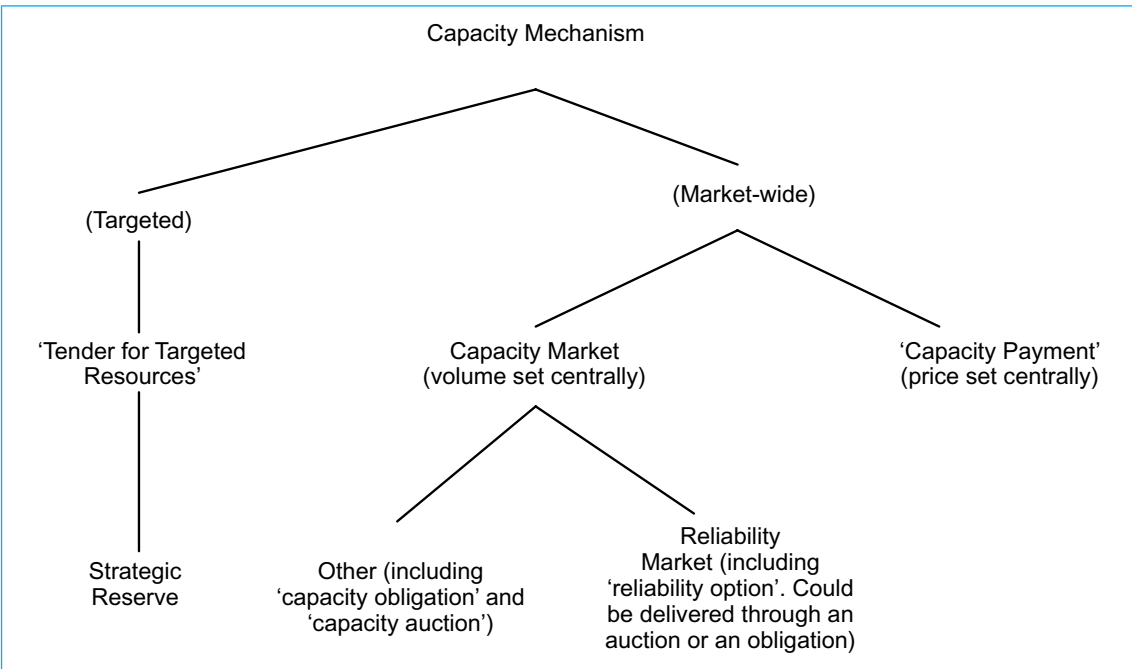 Capacity Mechanism
(Targeted)
(Market-wide)
‘Tender for Targeted
Resources’
Capacity Market
(volume set centrally)
‘Capacity Payment’
(price set centrally)
Strategic
Reserve
Other (including
‘capacity obligation’ and
‘capacity auction’)
Reliability
Market (including
‘reliability option’. Could
be delivered through an
auction or an obligation)